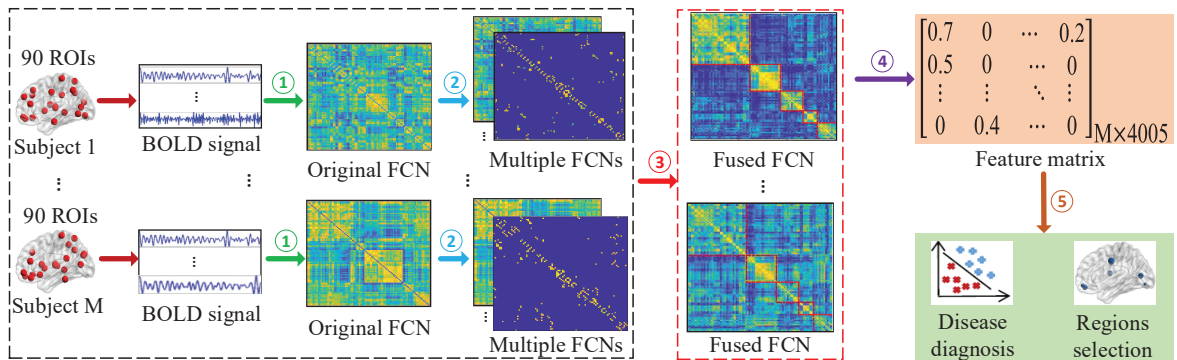 90 ROIs
Subject 1
⋮
BOLD signal
①
Original FCN
②
⋮
Multiple FCNs
...
...
...
90 ROIs
Subject M
⋮
BOLD signal
①
Original FCN
②
⋮
Multiple FCNs
③
Fused FCN
...
Fused FCN
④
0.7 0 ⋯ 0.2
0.5 0 ⋯ 0
⋮ ⋮ ⋱ ⋮
0 0.4 ⋯ 0
M×4005
Feature matrix
⑤
Disease
diagnosis
Regions
selection